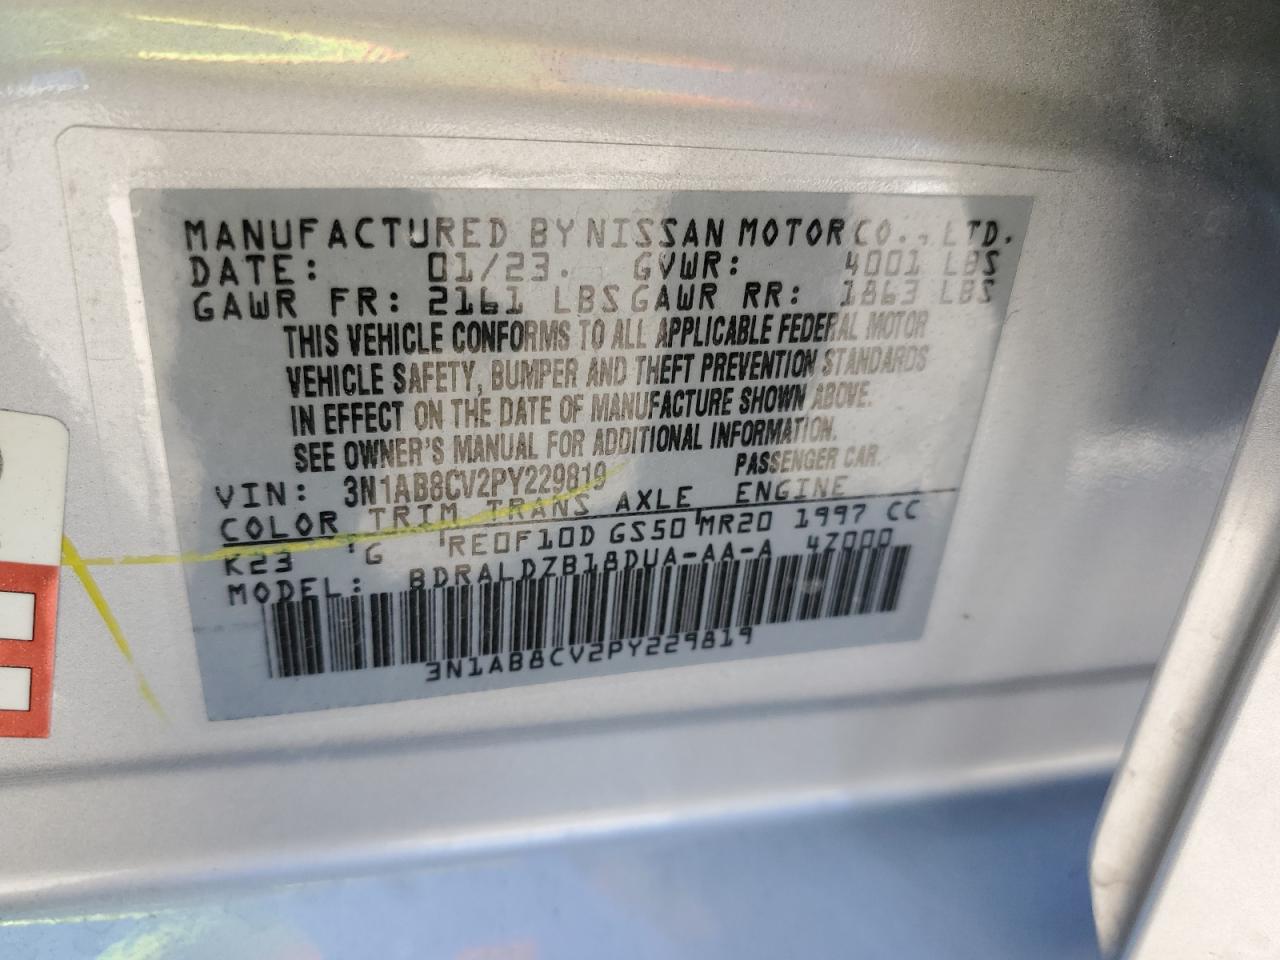 MANUFACTURED BY NISSAN MOTOR CO., LTD.
DATE: 01/23. GVWR: 4001 LBS
GAWR FR: 2161 LBS GAWR RR: 1863 LBS
THIS VEHICLE CONFORMS TO ALL APPLICABLE FEDERAL MOTOR
VEHICLE SAFETY, BUMPER AND THEFT PREVENTION STANDARDS
IN EFFECT ON THE DATE OF MANUFACTURE SHOWN ABOVE.
SEE OWNER'S MANUAL FOR ADDITIONAL INFORMATION.
VIN: 3N1AB8CV2PY229819 PASSENGER CAR.
COLOR TRIM TRANS AXLE ENGINE
K23 G RE0F10D GS50 MR20 1997 CC
MODEL: BDRALDZB18DUA-AA-A 4Z000
3N1AB8CV2PY229819